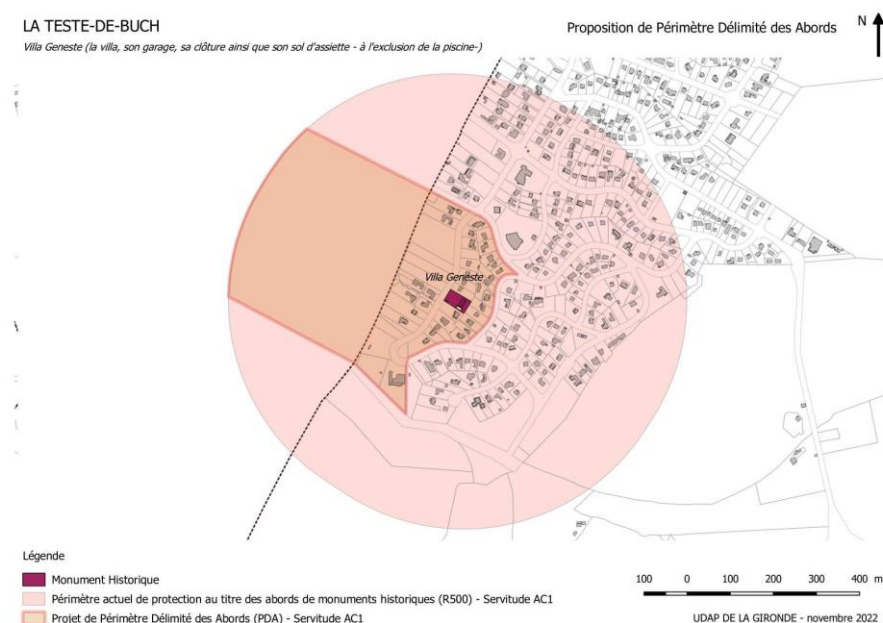 LA TESTE-DE-BUCH
Proposition de Périmètre Délimité des Abords
N
Villa Geneste (la villa, son garage, sa clôture ainsi que son sol d'assiette - à l'exclusion de la piscine-)
Villa Geneste
Légende
Monument Historique
Périmètre actuel de protection au titre des abords de monuments historiques (R500) - Servitude AC1
Projet de Périmètre Délimité des Abords (PDA) - Servitude AC1
100 0 100 200 300 400 m
UDAP DE LA GIRONDE - novembre 2022